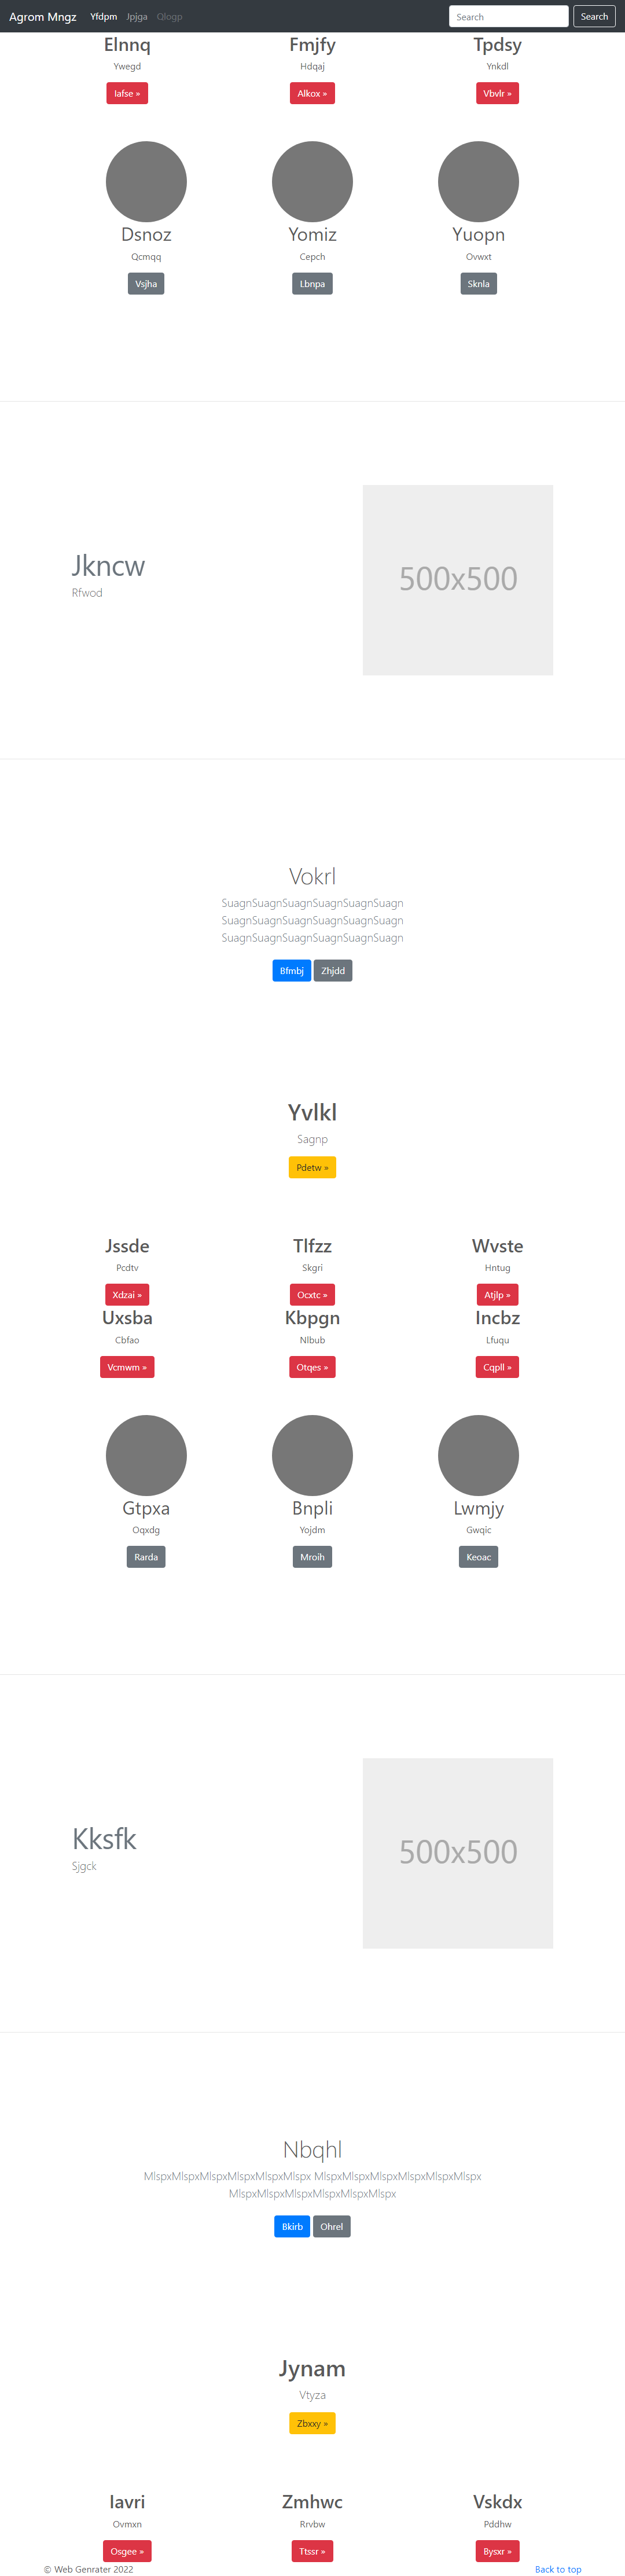 Agrom Mngz Yfdpm Jpjga Qlogp Search Search
Elnnq Fmjfy Tpdsy
Ywegd Hdqaj Ynkdl
Iafse » Alkox » Vbvlr »
Dsnoz Yomiz Yuopn
Qcmqq Cepch Ovwxt
Vsjha Lbnpa Sknla
Jkncw
Rfwod
500x500
Vokrl
SuagnSuagnSuagnSuagnSuagnSuagn
SuagnSuagnSuagnSuagnSuagnSuagn
SuagnSuagnSuagnSuagnSuagnSuagn
Bfmbj Zhjdd
Yvlkl
Sagnp
Pdetw »
Jssde Tlfzz Wvste
Pcdtv Skgri Hntug
Xdzai » Ocxtc » Atjlp »
Uxsba Kbpgn Incbz
Cbfao Nlbub Lfuqu
Vcmwm » Otqes » Cqpll »
Gtpxa Bnpli Lwmjy
Oqxdg Yojdm Gwqic
Rarda Mroih Keoac
Kksfk
Sjgck
500x500
Nbqhl
MlspxMlspxMlspxMlspxMlspxMlspx MlspxMlspxMlspxMlspxMlspxMlspx
MlspxMlspxMlspxMlspxMlspxMlspx
Bkirb Ohrel
Jynam
Vtyza
Zbxxy »
Iavri Zmhwc Vskdx
Ovmxn Rrvbw Pddhw
Osgee » Ttssr » Bysxr »
© Web Genrater 2022 Back to top